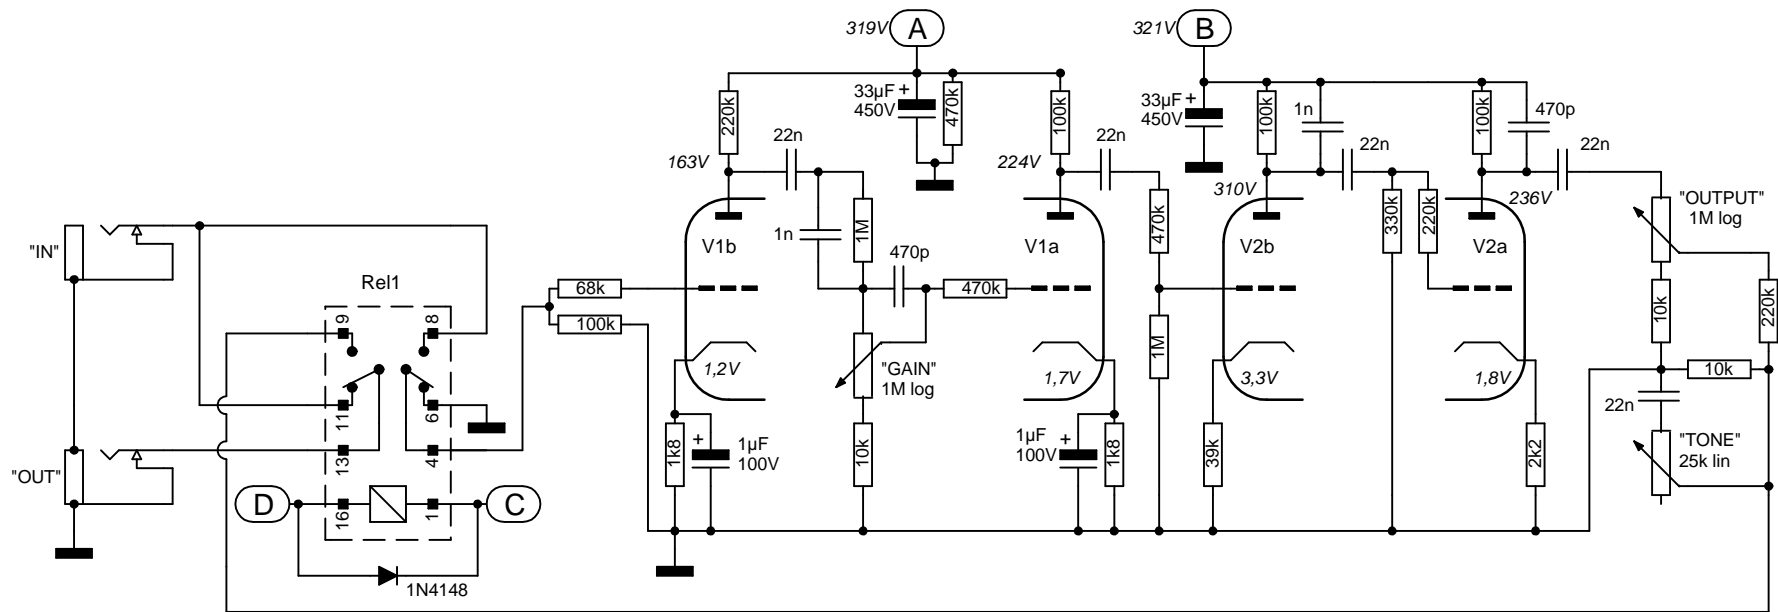 319V A
321V B
33µF +
450V
470k
220k
100k
22n
163V
224V
22n
33µF +
450V
100k
1n
22n
100k
470p
22n
310V
236V
"OUTPUT"
1M log
"IN"
V1b
1n
1M
470p
V1a
470k
V2b
330k
220k
V2a
Rel1
68k
470k
10k
220k
9
8
100k
1M
1,2V
"GAIN"
1M log
1,7V
3,3V
1,8V
10k
22n
11
6
"OUT"
13
4
1k8
+
1µF
100V
10k
1µF
100V
+
1k8
39k
2k2
"TONE"
25k lin
D
16
1
C
1N4148